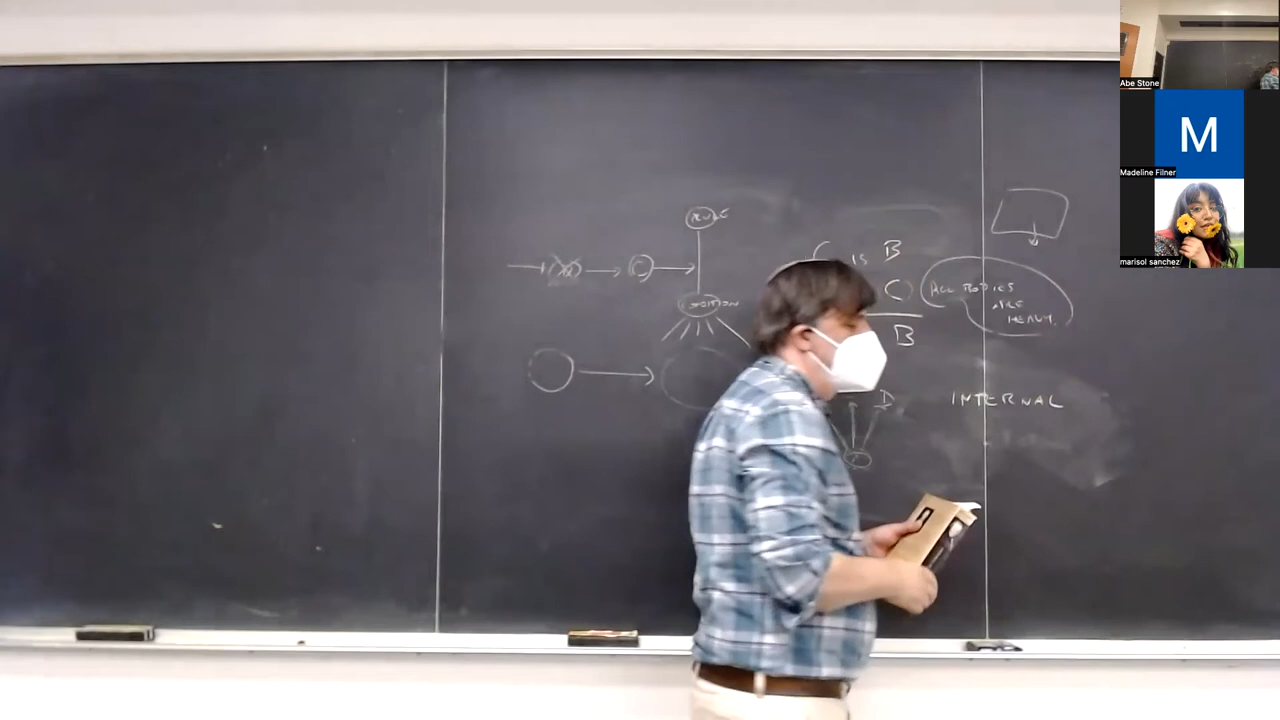 Abe Stone
M
Madeline Filner
marisol sanchez
RULE
C IS B
C
ALL BODIES
ARE
HEAVY.
B
D
INTERNAL
C